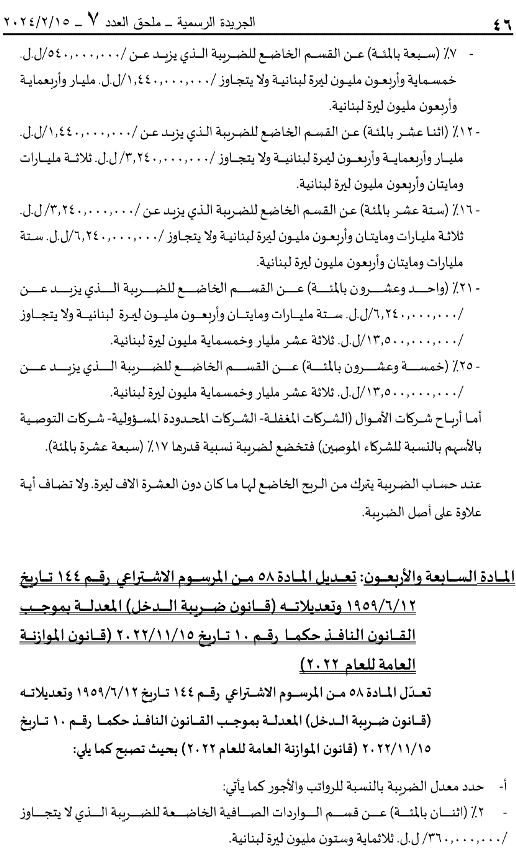 ٤٦ الجريدة الرسمية ــ ملحق العدد ٧ ــ ٢٠٢٤/٢/١٥
- ٧٪ (سبعة بالمئة) عن القسم الخاضع للضريبة الذي يزيد عن /٥٤٠,٠٠٠,٠٠٠/ل.ل.
خمسماية وأربعون مليون ليرة لبنانية ولا يتجاوز /١,٤٤٠,٠٠٠,٠٠٠/ل.ل. مليار وأربعماية
وأربعون مليون ليرة لبنانية.
- ١٢٪ (اثنا عشر بالمئة) عن القسم الخاضع للضريبة الذي يزيد عن /١,٤٤٠,٠٠٠,٠٠٠/ل.ل.
مليار وأربعماية وأربعون مليون ليرة لبنانية ولا يتجاوز /٣,٢٤٠,٠٠٠,٠٠٠/ل.ل. ثلاثة مليارات
ومايتان وأربعون مليون ليرة لبنانية.
- ١٦٪ (ستة عشر بالمئة) عن القسم الخاضع للضريبة الذي يزيد عن /٣,٢٤٠,٠٠٠,٠٠٠/ل.ل.
ثلاثة مليارات ومايتان وأربعون مليون ليرة لبنانية ولا يتجاوز /٦,٢٤٠,٠٠٠,٠٠٠/ل.ل. ستة
مليارات ومايتان وأربعون مليون ليرة لبنانية.
- ٢١٪ (واحد وعشرون بالمئة) عن القسم الخاضع للضريبة الذي يزيد عن
/٦,٢٤٠,٠٠٠,٠٠٠/ل.ل. ستة مليارات ومايتان وأربعون مليون ليرة لبنانية ولا يتجاوز
/١٣,٥٠٠,٠٠٠,٠٠٠/ل.ل. ثلاثة عشر مليار وخمسماية مليون ليرة لبنانية.
- ٢٥٪ (خمسة وعشرون بالمئة) عن القسم الخاضع للضريبة الذي يزيد عن
/١٣,٥٠٠,٠٠٠,٠٠٠/ل.ل. ثلاثة عشر مليار وخمسماية مليون ليرة لبنانية.
أما أرباح شركات الأموال (الشركات المغفلة- الشركات المحدودة المسؤولية- شركات التوصية
بالأسهم بالنسبة للشركاء الموصين) فتخضع لضريبة نسبية قدرها ١٧٪ (سبعة عشرة بالمئة).
عند حساب الضريبة يترك من الربح الخاضع لها ما كان دون العشرة الاف ليرة. ولا تضاف أية
علاوة على أصل الضريبة.
المادة السابعة والأربعون: تعديل المادة ٥٨ من المرسوم الاشتراعي رقم ١٤٤ تاريخ
١٩٥٩/٦/١٢ وتعديلاته (قانون ضريبة الدخل) المعدلة بموجب
القانون النافذ حكما رقم ١٠ تاريخ ٢٠٢٢/١١/١٥ (قانون الموازنة
العامة للعام ٢٠٢٢)
تعدّل المادة ٥٨ من المرسوم الاشتراعي رقم ١٤٤ تاريخ ١٩٥٩/٦/١٢ وتعديلاته
(قانون ضريبة الدخل) المعدلة بموجب القانون النافذ حكما رقم ١٠ تاريخ
٢٠٢٢/١١/١٥ (قانون الموازنة العامة للعام ٢٠٢٢) بحيث تصبح كما يلي:
أ- حدد معدل الضريبة بالنسبة للرواتب والأجور كما يأتي:
- ٢٪ (اثنان بالمئة) عن قسم الواردات الصافية الخاضعة للضريبة الذي لا يتجاوز
/٣٦٠,٠٠٠,٠٠٠/ ل.ل. ثلاثماية وستون مليون ليرة لبنانية.